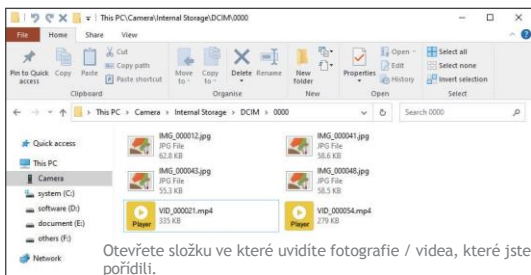 This PC\Camera\Internal Storage\DCIM\0000
File Home Share View
Pin to Quick access
Copy
Paste
Cut
Copy path
Paste shortcut
Move to
Copy to
Delete
Rename
New folder
Properties
Open
Edit
History
Select all
Select none
Invert selection
Clipboard Organise New Open Select
This PC > Camera > Internal Storage > DCIM > 0000
Search 0000
Quick access
This PC
Camera
system (C:)
software (D:)
document (E:)
others (F:)
Network
IMG_000012.jpg
JPG File
62.8 KB
IMG_000041.jpg
JPG File
58.6 KB
IMG_000043.jpg
JPG File
55.3 KB
IMG_000048.jpg
JPG File
58.5 KB
Player
VID_000021.mp4
335 KB
Player
VID_000054.mp4
279 KB
Otevřete složku ve které uvidíte fotografie / videa, které jste
pořídili.